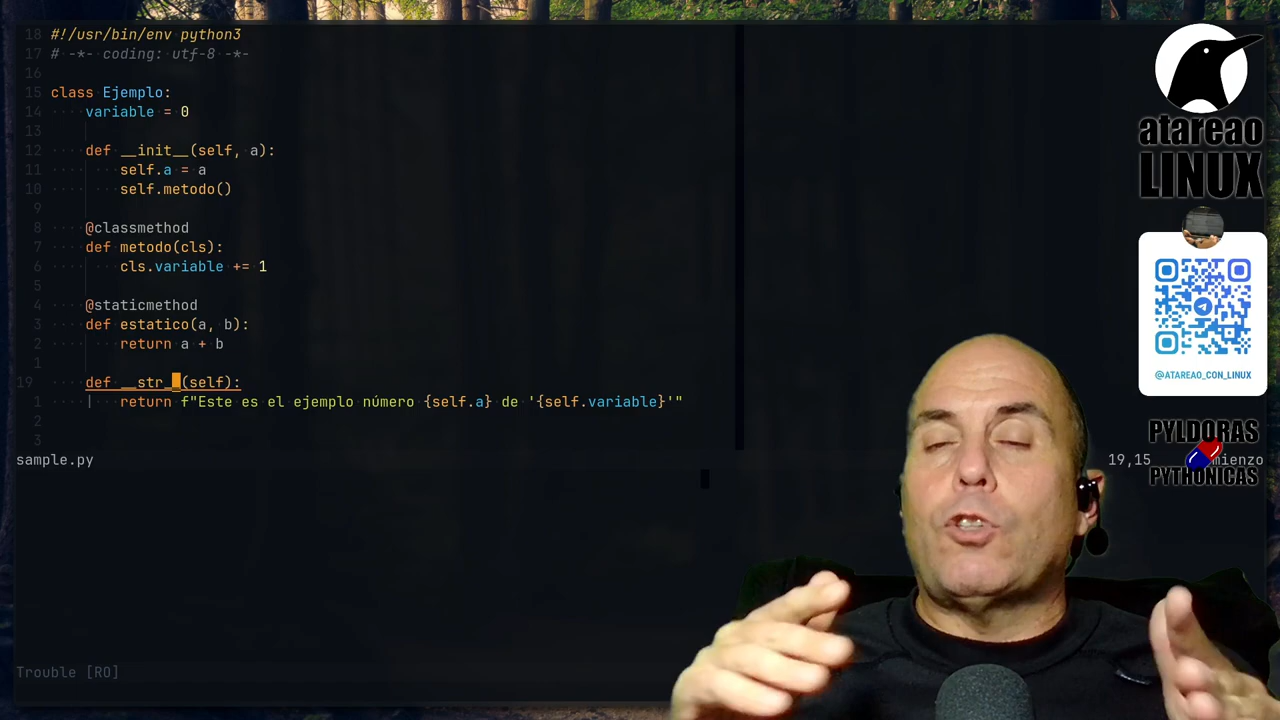 18 #!/usr/bin/env python3
17 # -*- coding: utf-8 -*-
16
15 class Ejemplo:
14 variable = 0
13
12 def __init__(self, a):
11 self.a = a
10 self.metodo()
9
8 @classmethod
7 def metodo(cls):
6 cls.variable += 1
5
4 @staticmethod
3 def estatico(a, b):
2 return a + b
1
19 def __str__(self):
1 return f"Este es el ejemplo número {self.a} de '{self.variable}'"
2
3
sample.py
19,15
Trouble [RO]
atareao
LINUX
@ATAREAO_CON_LINUX
PYLDORAS
PYTHONICAS